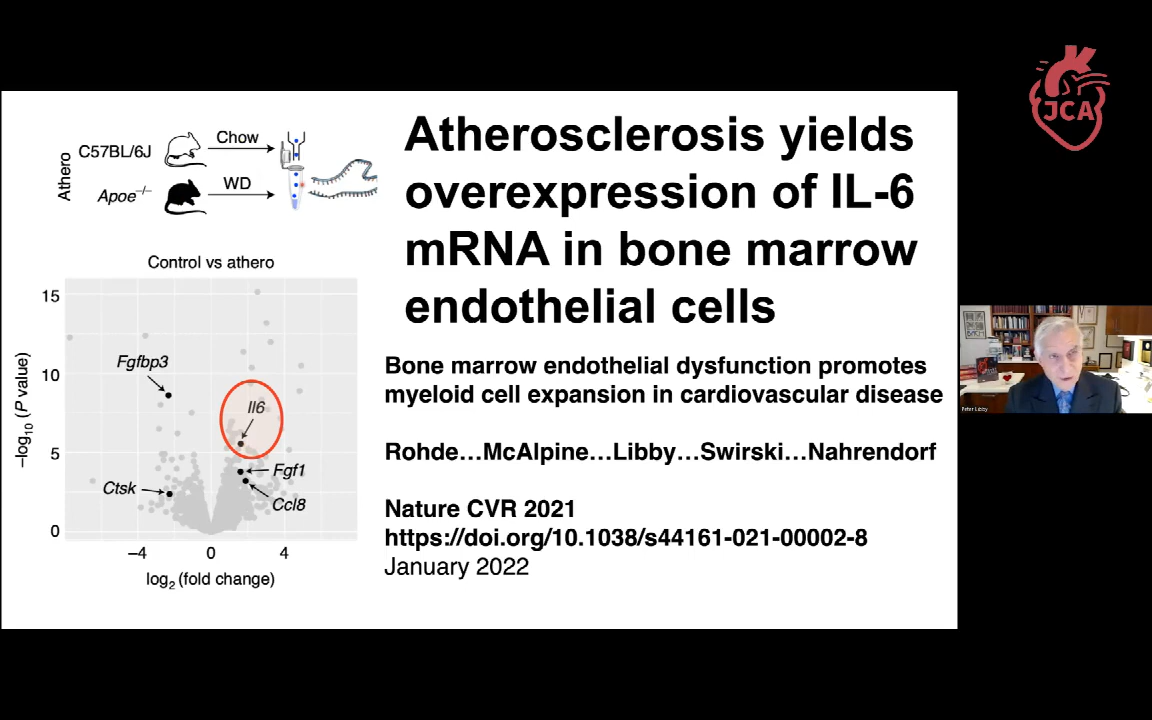 JCA
Athero
C57BL/6J
Chow
Apoe–/–
WD
Control vs athero
15
10
5
0
–log10 (P value)
Fgfbp3
Il6
Fgf1
Ctsk
Ccl8
–4
0
4
log2 (fold change)
Atherosclerosis yields
overexpression of IL-6
mRNA in bone marrow
endothelial cells
Bone marrow endothelial dysfunction promotes
myeloid cell expansion in cardiovascular disease
Rohde...McAlpine...Libby...Swirski...Nahrendorf
Nature CVR 2021
https://doi.org/10.1038/s44161-021-00002-8
January 2022
Peter Libby